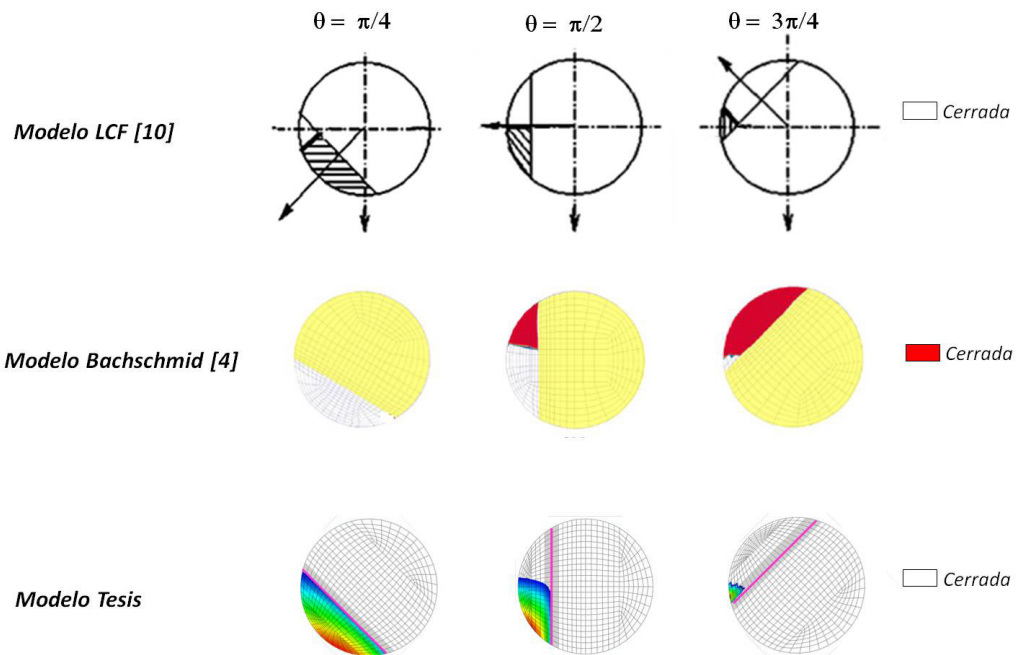 θ = π/4
θ = π/2
θ = 3π/4
Modelo LCF [10]
Cerrada
Modelo Bachschmid [4]
Cerrada
Modelo Tesis
Cerrada